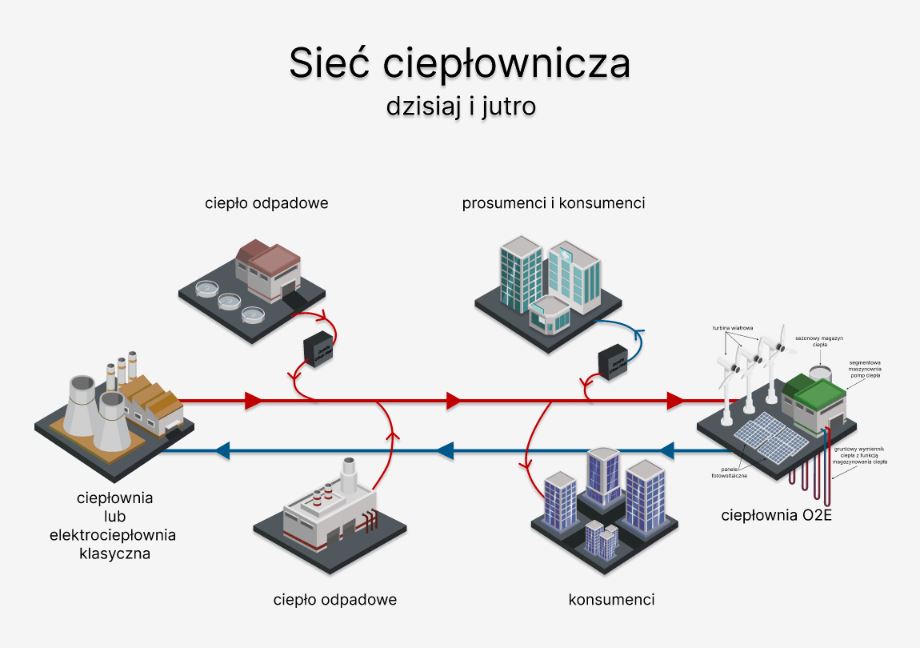 Sieć ciepłownicza
dzisiaj i jutro
ciepło odpadowe
prosumenci i konsumenci
turbina wiatrowa
sezonowy magazyn
ciepła
segmentowa
maszynownia
pomp ciepła
gruntowy wymiennik
ciepła z funkcją
magazynowania ciepła
panele
fotowoltaiczne
ciepłownia O2E
ciepłownia
lub
elektrociepłownia
klasyczna
ciepło odpadowe
konsumenci